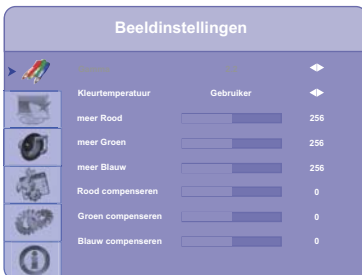 Beeldinstellingen
Kleurtemperatuur Gebruiker
meer Rood 256
meer Groen 256
meer Blauw 256
Rood compenseren 0
Groen compenseren 0
Blauw compenseren 0